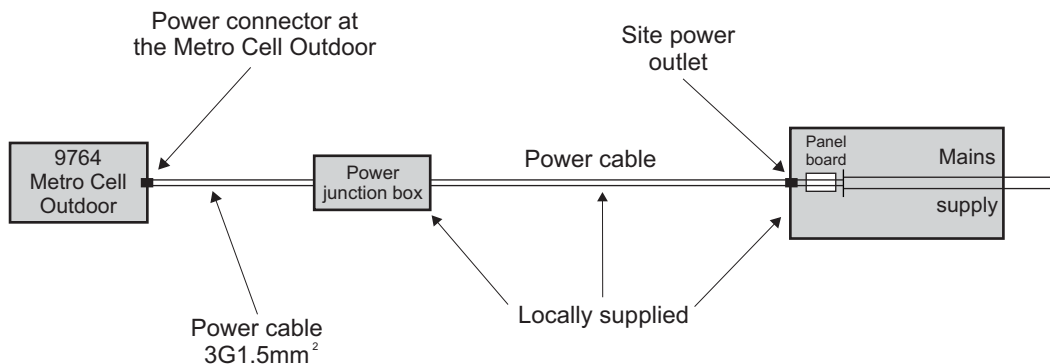 Power connector at
the Metro Cell Outdoor
Site power
outlet
9764
Metro Cell
Outdoor
Power
junction box
Power cable
Panel
board
Mains
supply
Locally supplied
Power cable
3G1.5mm²